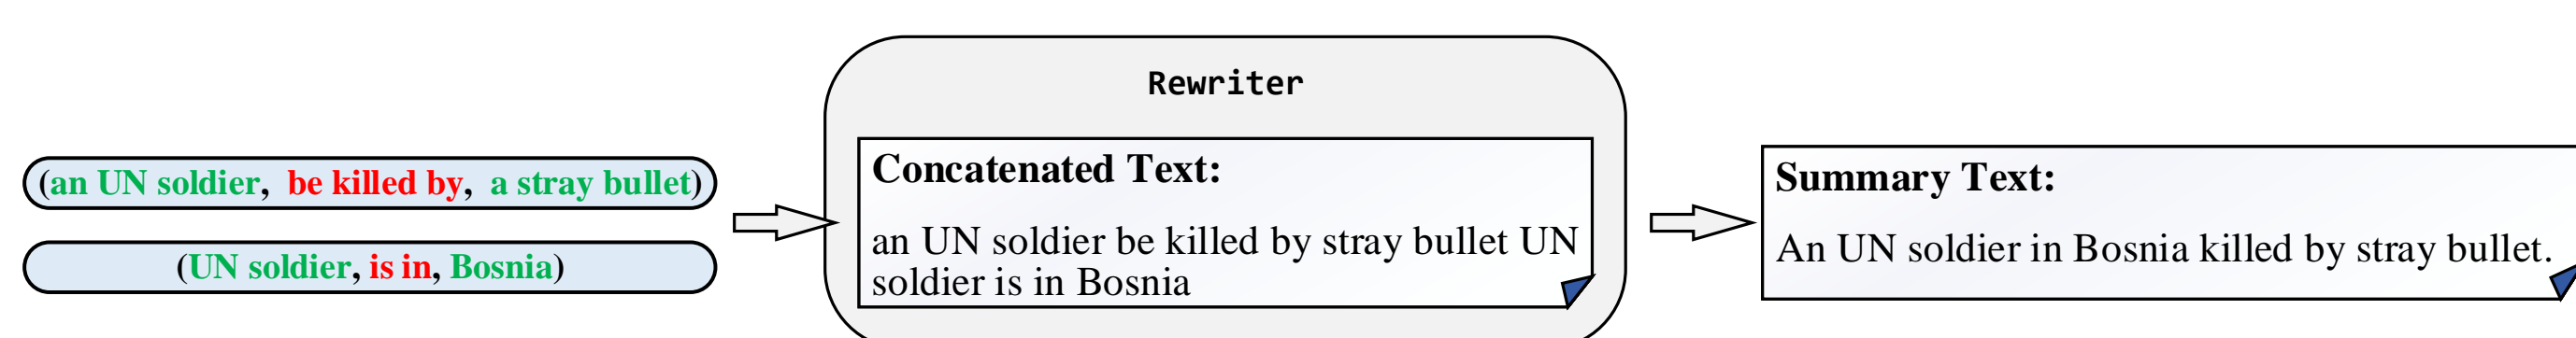 (an UN soldier, be killed by, a stray bullet)
(UN soldier, is in, Bosnia)
Rewriter
Concatenated Text:
an UN soldier be killed by stray bullet UN
soldier is in Bosnia
Summary Text:
An UN soldier in Bosnia killed by stray bullet.